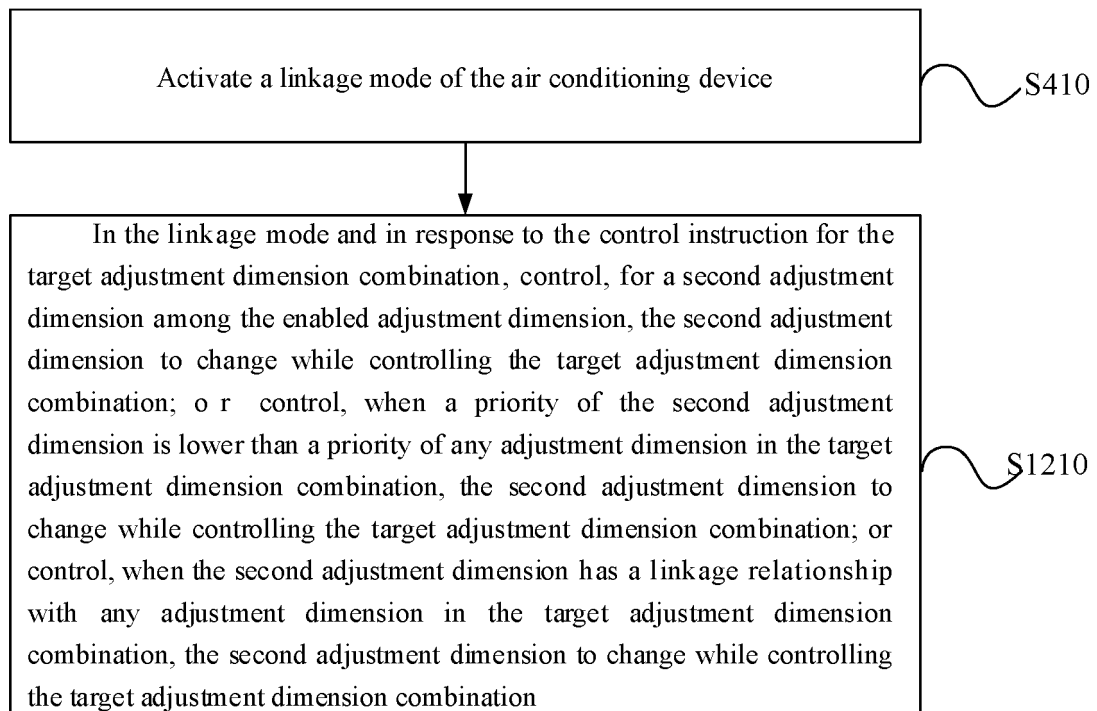 Activate a linkage mode of the air conditioning device
S410
In the linkage mode and in response to the control instruction for the
target adjustment dimension combination, control, for a second adjustment
dimension among the enabled adjustment dimension, the second adjustment
dimension to change while controlling the target adjustment dimension
combination; o r control, when a priority of the second adjustment
dimension is lower than a priority of any adjustment dimension in the target
adjustment dimension combination, the second adjustment dimension to
change while controlling the target adjustment dimension combination; or
control, when the second adjustment dimension has a linkage relationship
with any adjustment dimension in the target adjustment dimension
combination, the second adjustment dimension to change while controlling
the target adjustment dimension combination
S1210